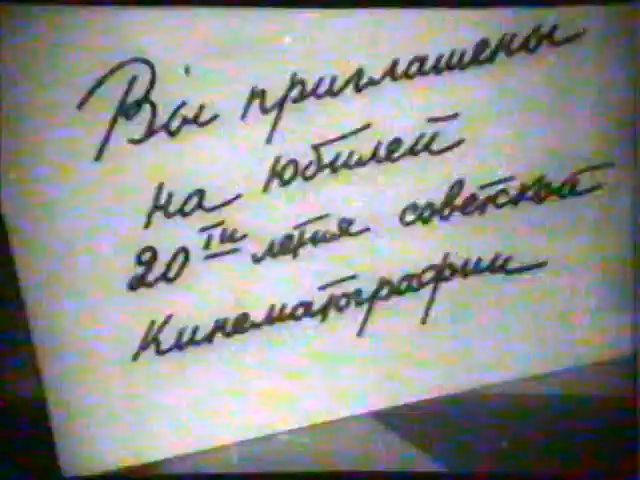 Вы приглашены
на юбилей
20ти летия советской
Кинематографии